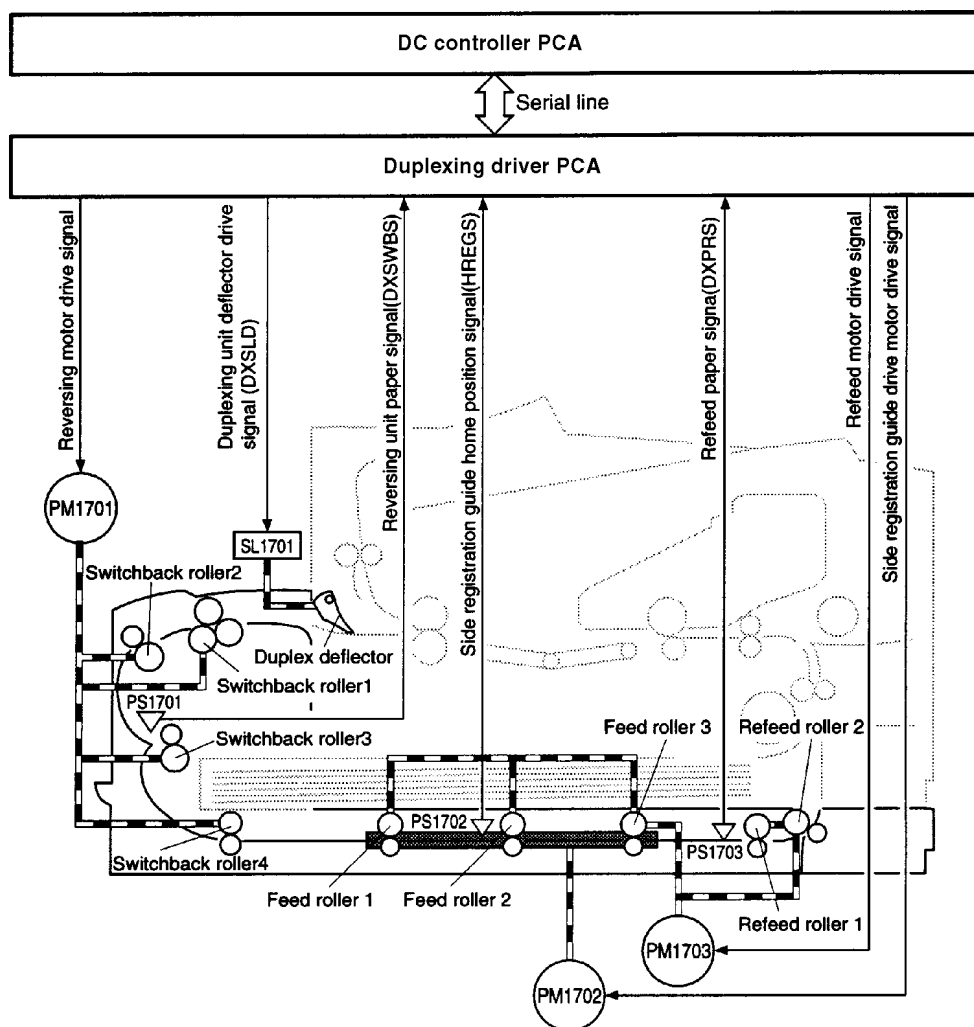 DC controller PCA
Serial line
Duplexing driver PCA
Reversing motor drive signal
Duplexing unit deflector drive
signal (DXSLD)
Reversing unit paper signal(DXSWBS)
Side registration guide home position signal(HREGS)
Refeed paper signa(DXPRS)
Refeed motor drive signal
Side registration guide drive motor drive signal
PM1701
SL1701
Switchback roller2
Duplex deflector
Switchback roller1
PS1701
Switchback roller3
Feed roller 3
Refeed roller 2
PS1702
PS1703
Switchback roller4
Feed roller 1
Feed roller 2
Refeed roller 1
PM1703
PM1702